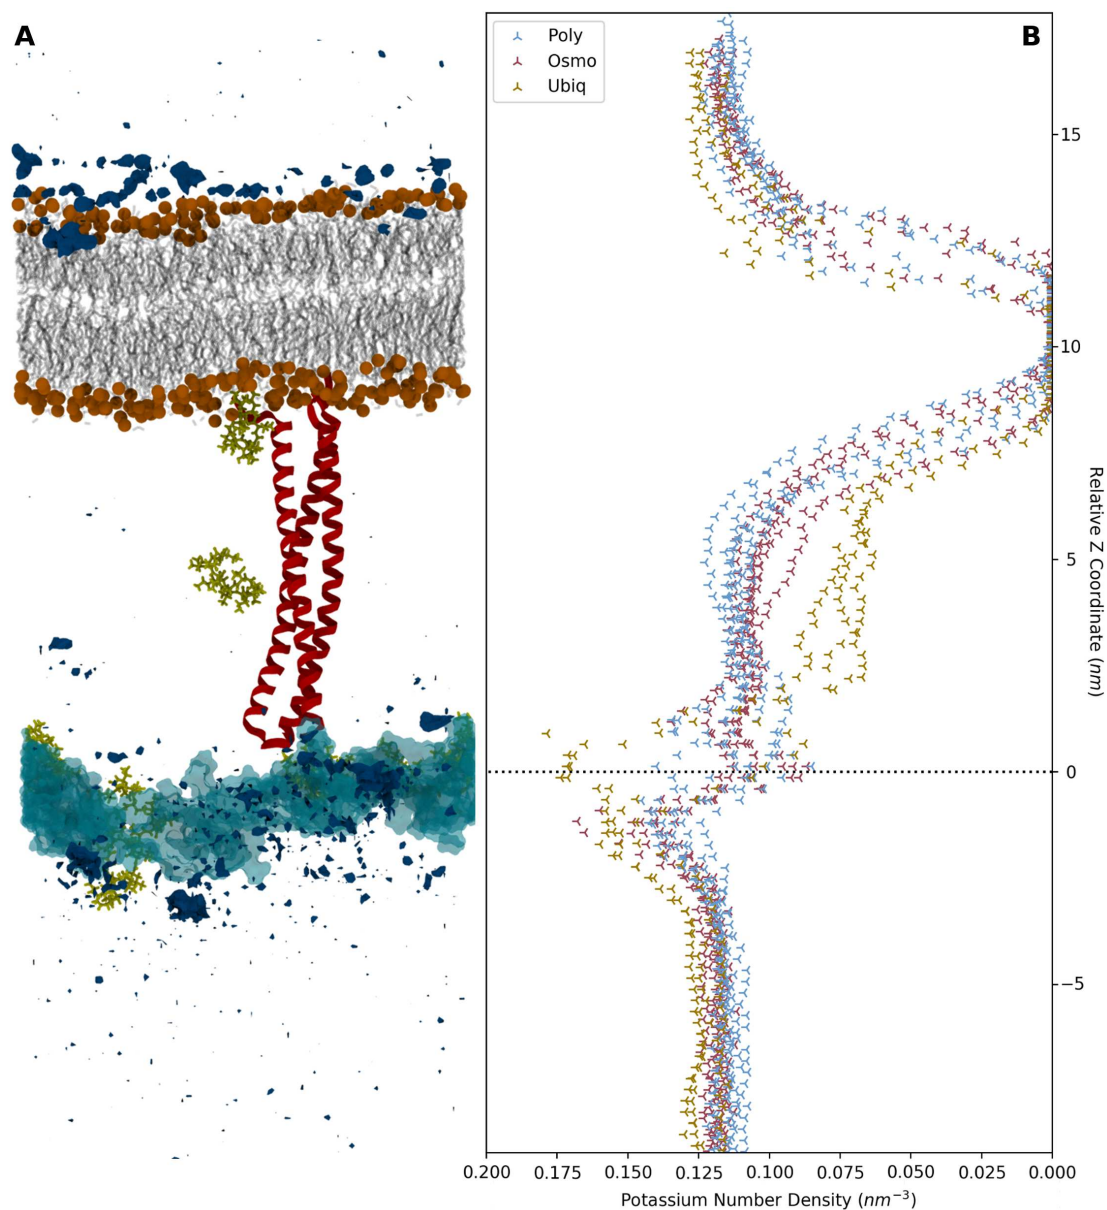 A
B
Poly
Osmo
Ubiq
15
10
5
0
−5
Relative Z Coordinate (nm)
0.200 0.175 0.150 0.125 0.100 0.075 0.050 0.025 0.000
Potassium Number Density (nm⁻³)